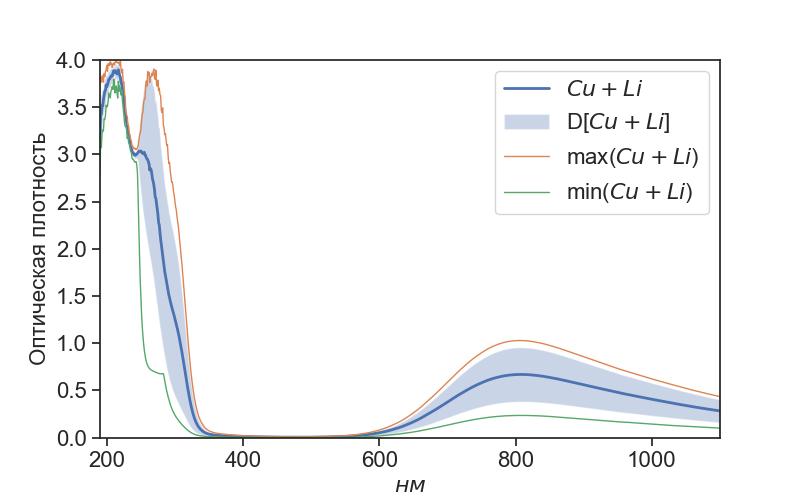 4.0
3.5
3.0
2.5
2.0
1.5
1.0
0.5
0.0
Оптическая плотность
200 400 600 800 1000
нм
Cu + Li
D[Cu + Li]
max(Cu + Li)
min(Cu + Li)